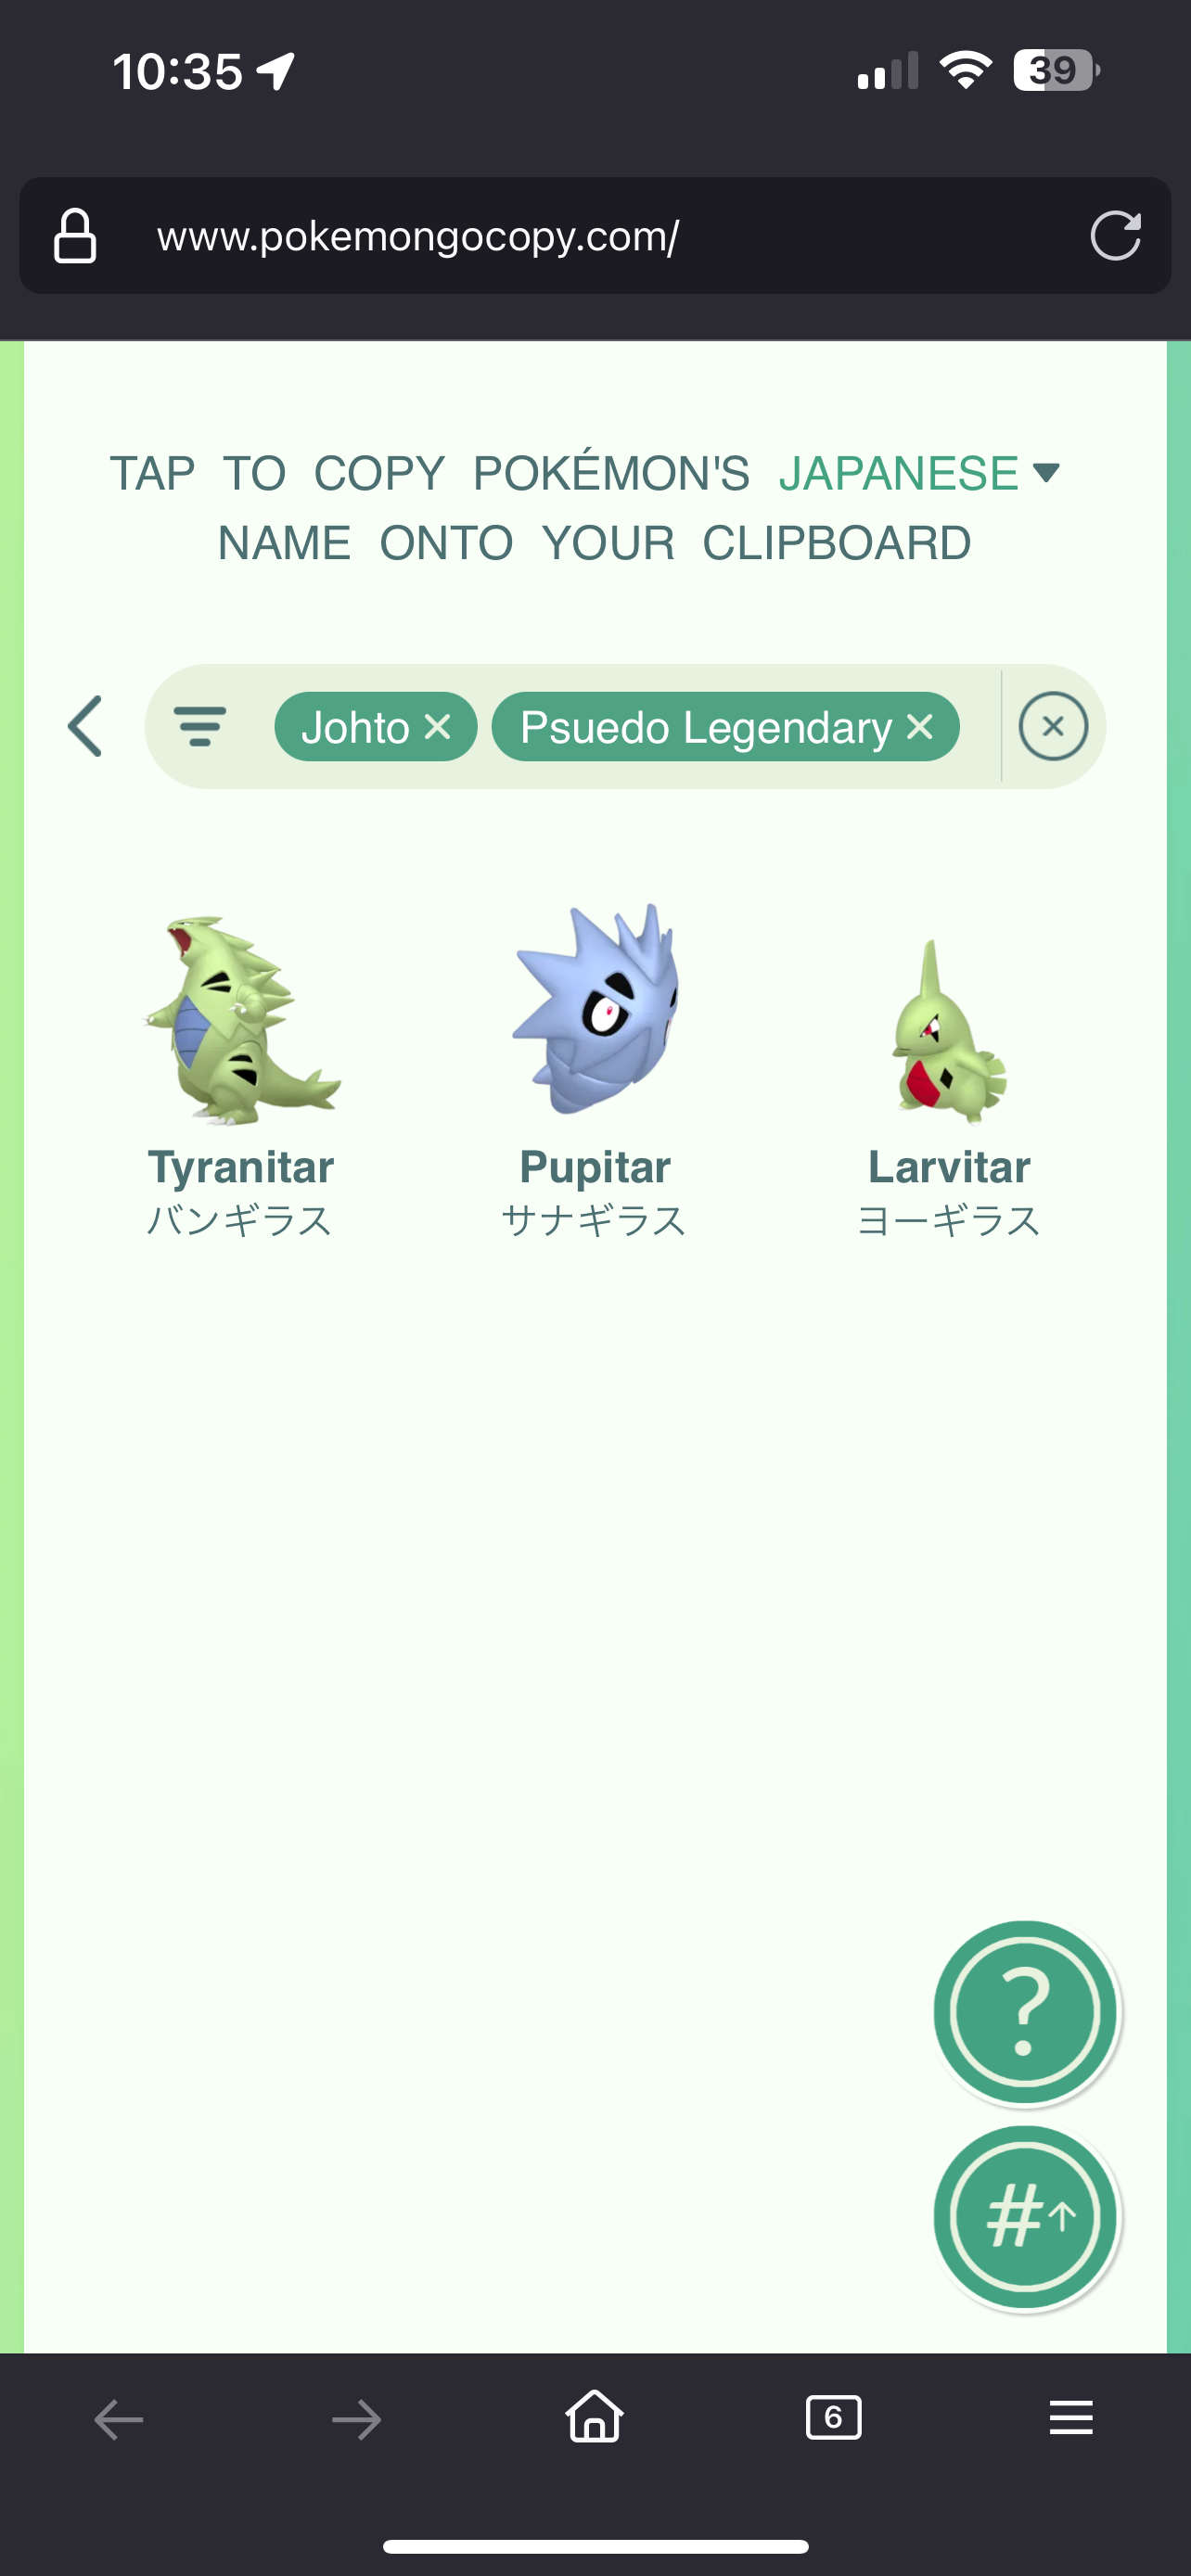 10:35
39
www.pokemongocopy.com/
TAP TO COPY POKÉMON'S JAPANESE
NAME ONTO YOUR CLIPBOARD
Johto Psuedo Legendary
Tyranitar Pupitar Larvitar
バンギラス サナギラス ヨーギラス
?
#↑
6